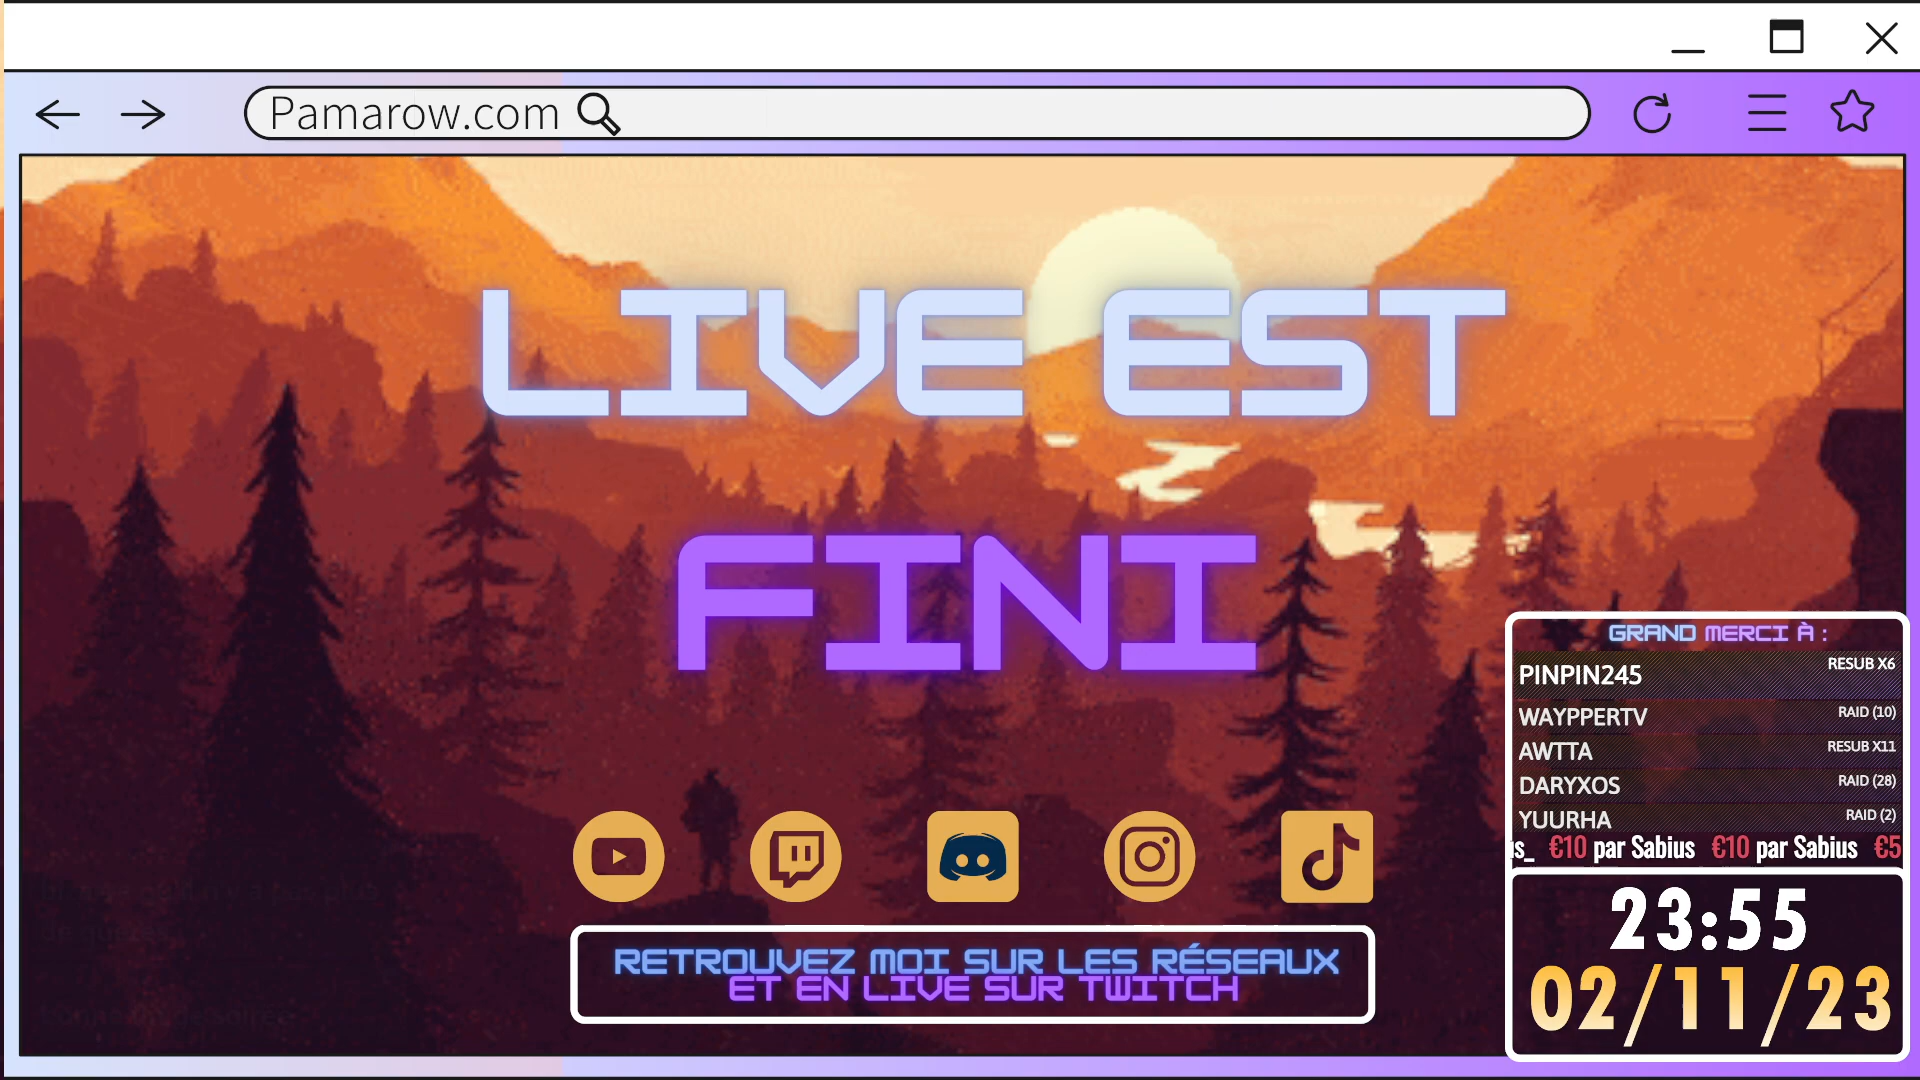 Pamarow.com
LIVE EST
FINI
GRAND MERCI À :
PINPIN245 RESUB X6
WAYPPERTV RAID (10)
AWTTA RESUB X11
DARYXOS RAID (28)
YUURHA RAID (2)
s_ €10 par Sabius €10 par Sabius €5
23:55
02/11/23
RETROUVEZ MOI SUR LES RÉSEAUX
ET EN LIVE SUR TWITCH